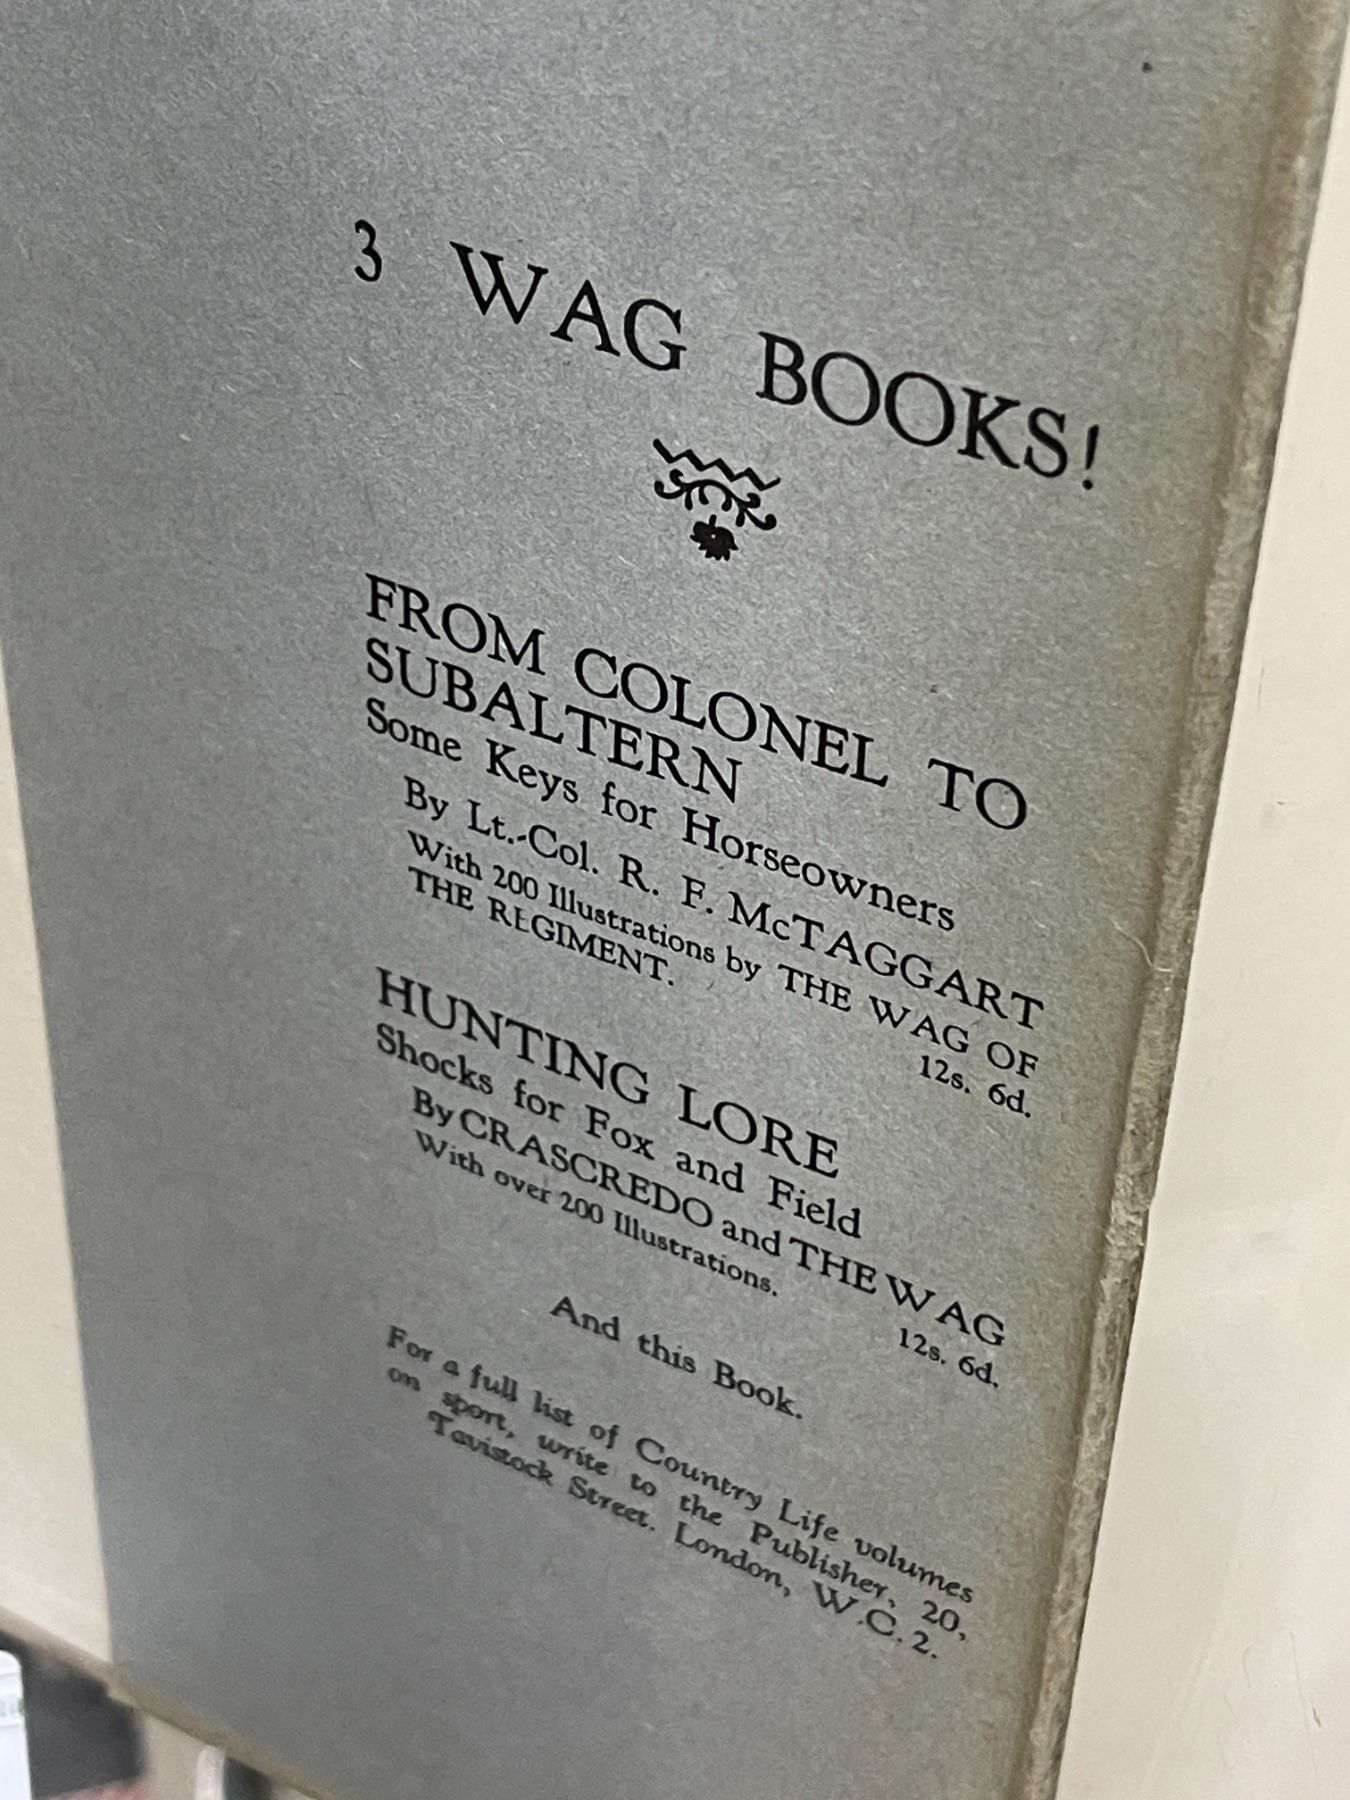 3 WAG BOOKS!
FROM COLONEL TO
SUBALTERN
Some Keys for Horseowners
By Lt.-Col. R. F. McTAGGART
With 200 Illustrations by THE WAG OF
THE REGIMENT.
12s. 6d.
HUNTING LORE
Shocks for Fox and Field
By CRASCREDO and THE WAG
With over 200 Illustrations.
12s. 6d.
And this Book.
For a full list of Country Life volumes
on sport, write to the Publisher, 20,
Tavistock Street. London, W.C.2.